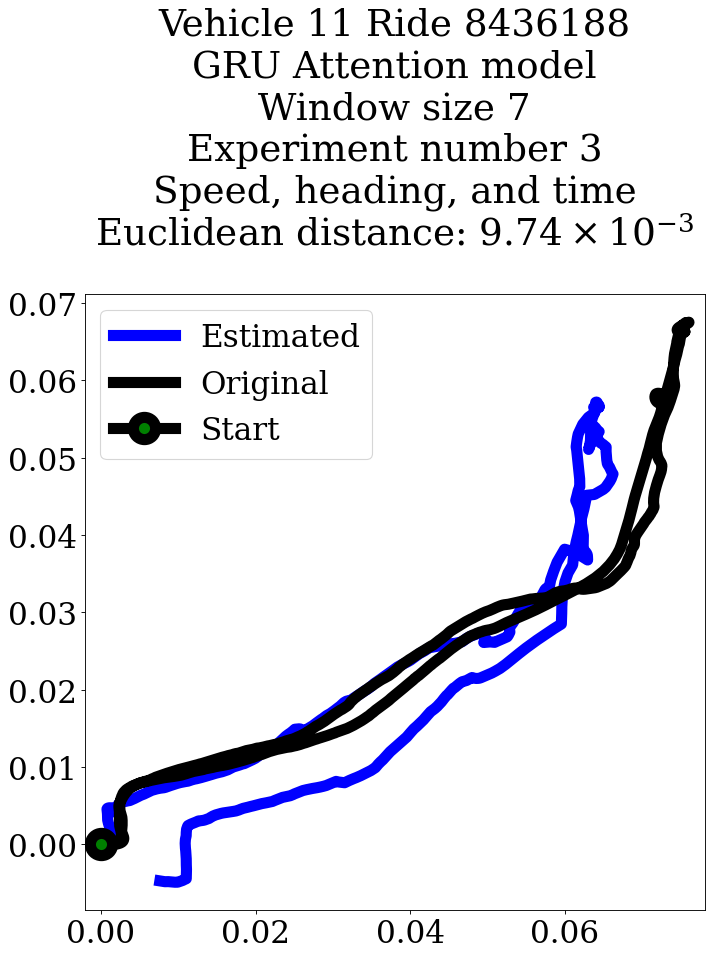 Vehicle 11 Ride 8436188
GRU Attention model
Window size 7
Experiment number 3
Speed, heading, and time
Euclidean distance: 9.74 × 10⁻³
0.07
0.06
0.05
0.04
0.03
0.02
0.01
0.00
Estimated
Original
Start
0.00 0.02 0.04 0.06